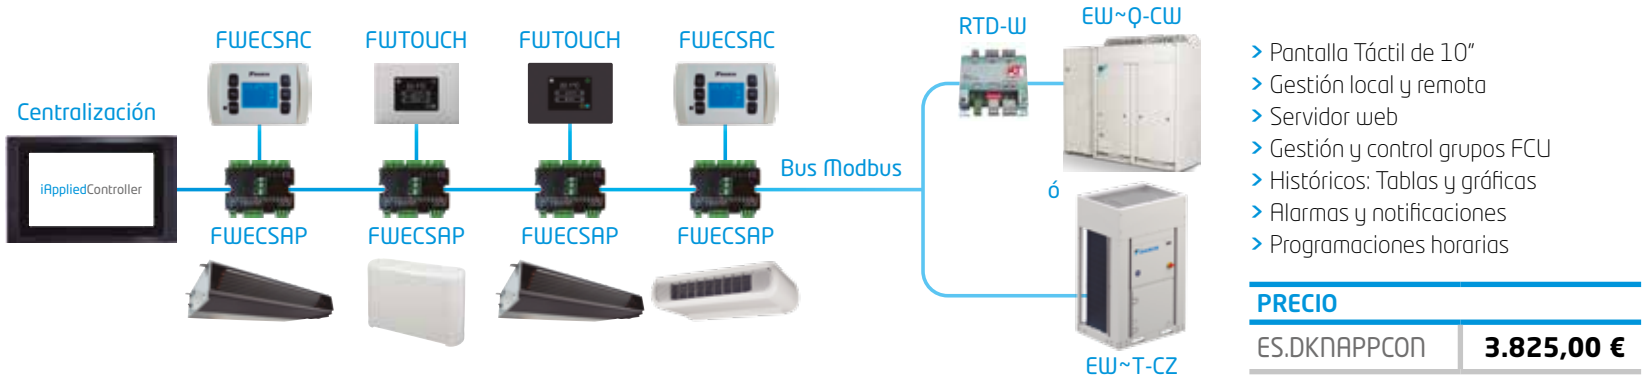 Centralización
iAppliedController
FWECSAC
FWTOUCH
FWTOUCH
FWECSAC
FWECSAP
FWECSAP
FWECSAP
FWECSAP
Bus Modbus
RTD-W
EW~Q-CW
ó
EW~T-CZ
> Pantalla Táctil de 10”
> Gestión local y remota
> Servidor web
> Gestión y control grupos FCU
> Históricos: Tablas y gráficas
> Alarmas y notificaciones
> Programaciones horarias
PRECIO
ES.DKNAPPCON 3.825,00 €